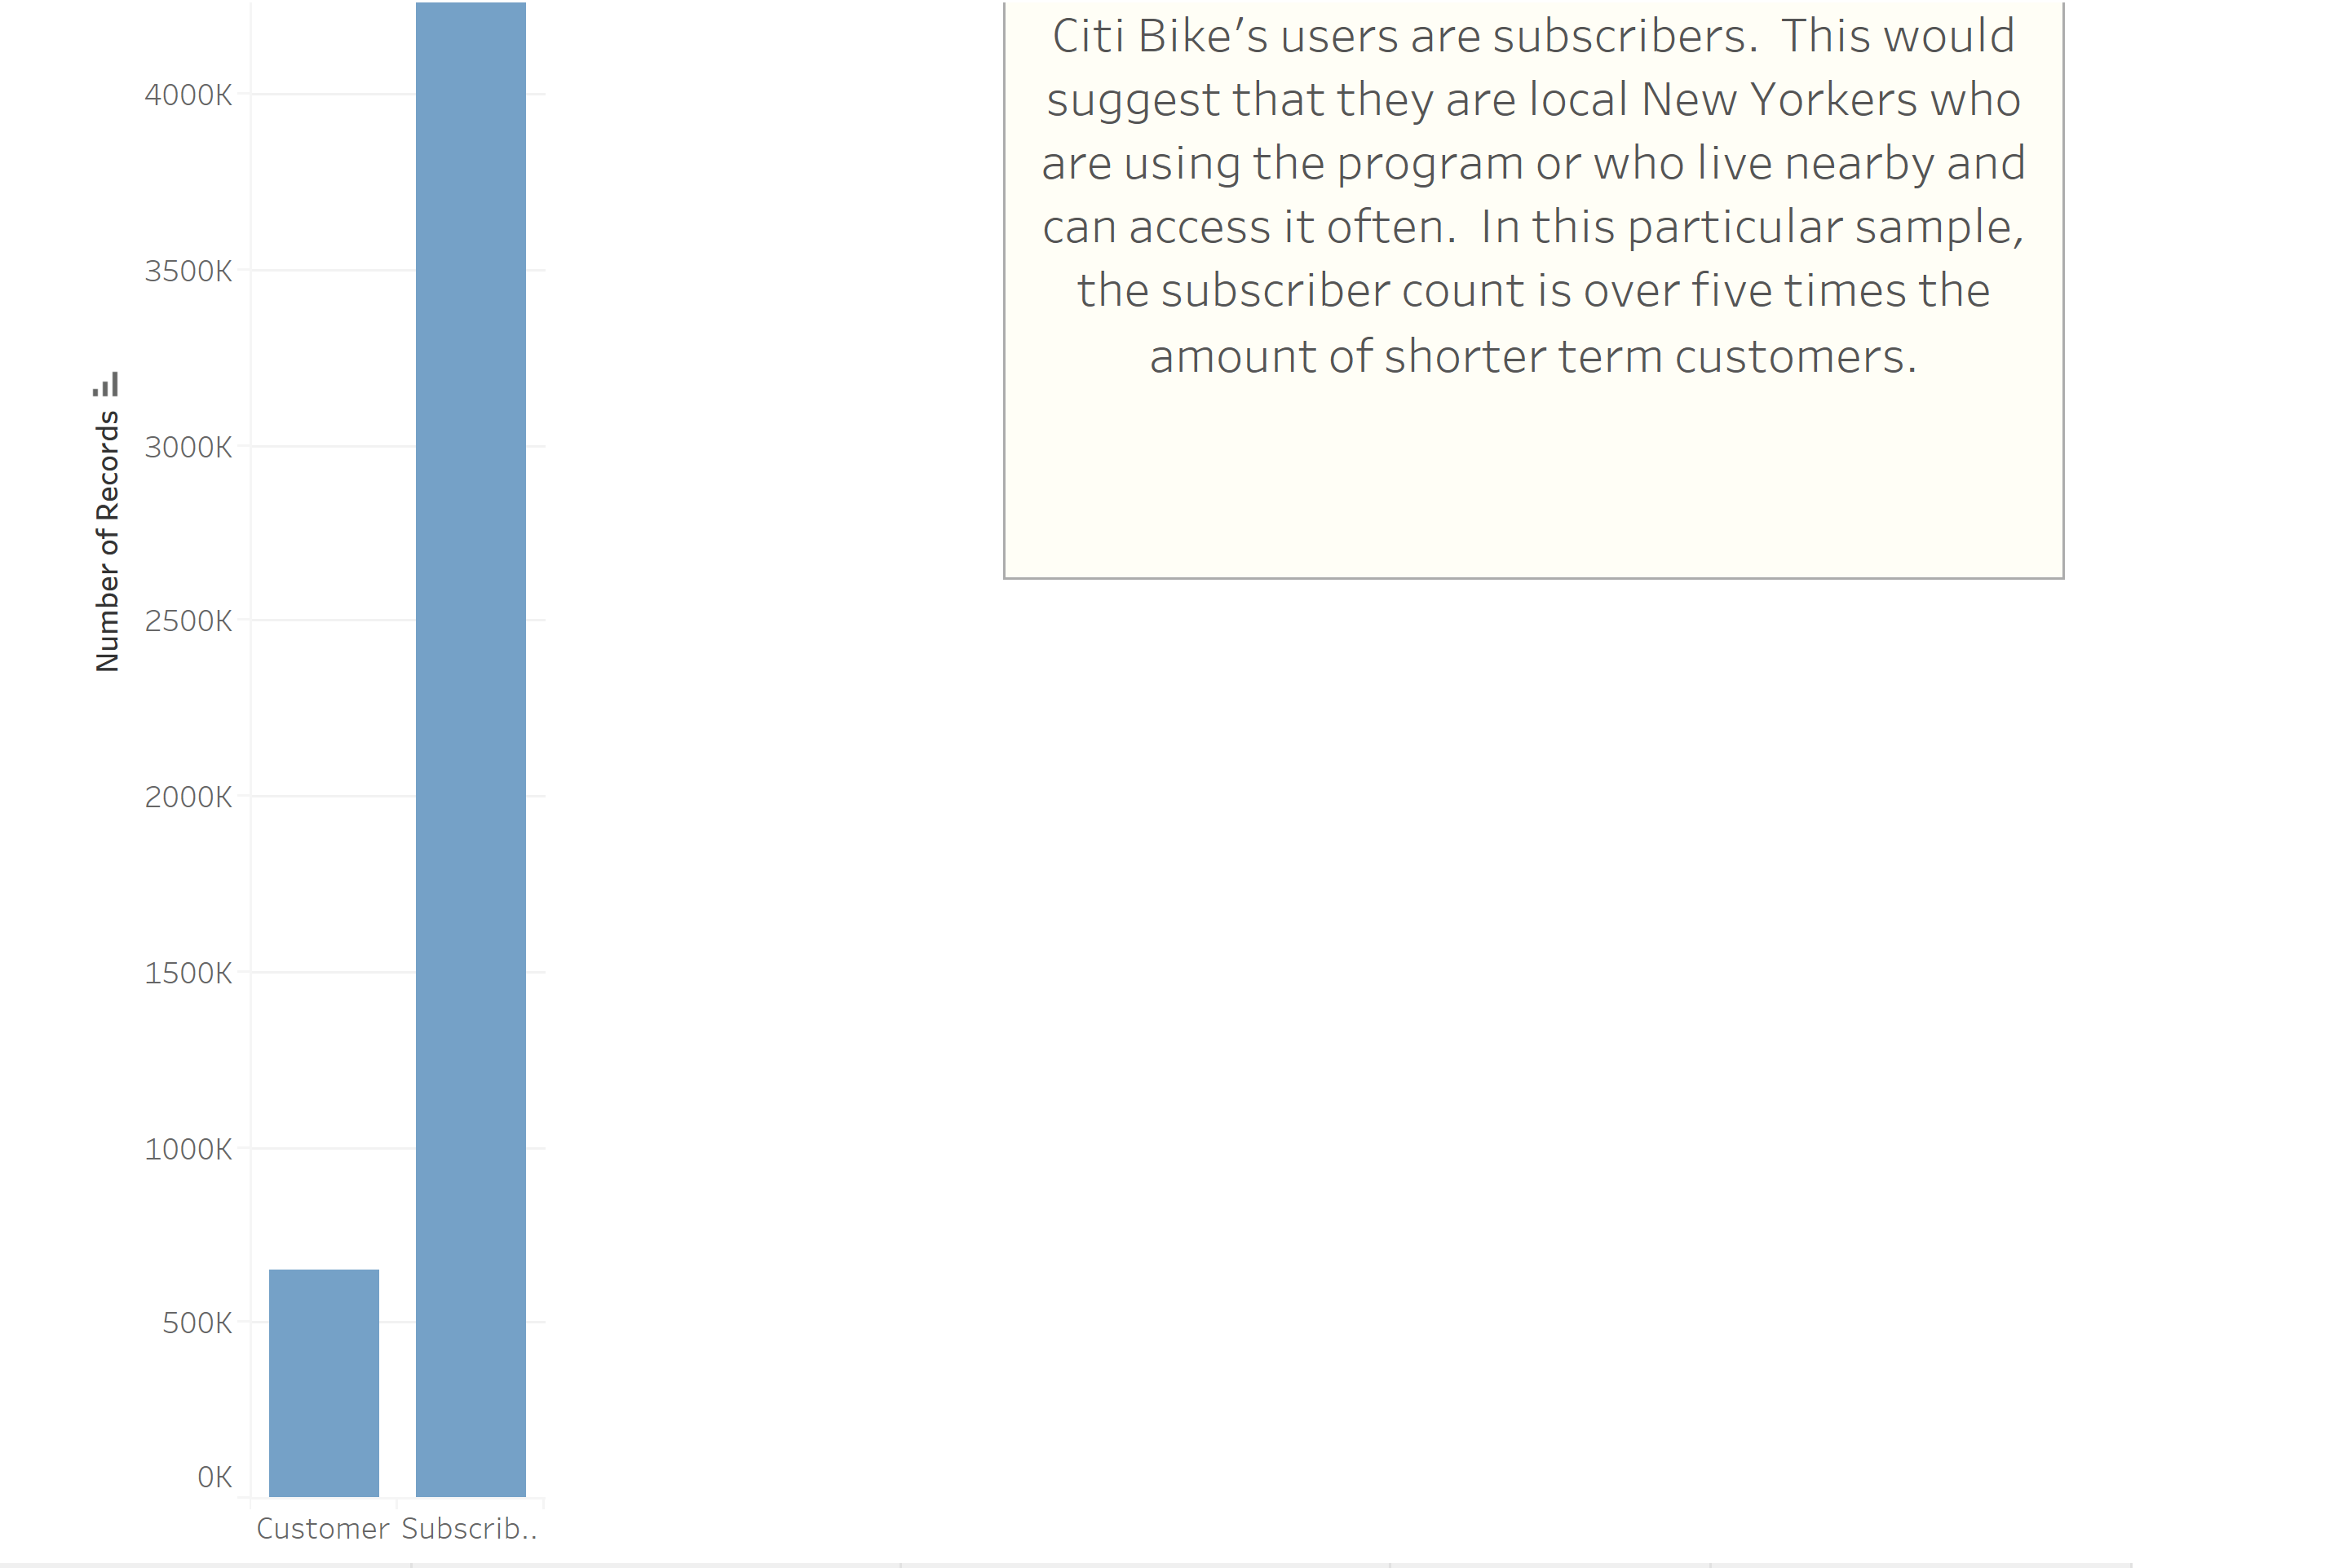 Citi Bike’s users are subscribers.  This would
suggest that they are local New Yorkers who
are using the program or who live nearby and
can access it often.  In this particular sample,
the subscriber count is over five times the
amount of shorter term customers.
Number of Records
4000K
3500K
3000K
2500K
2000K
1500K
1000K
500K
0K
Customer Subscrib..